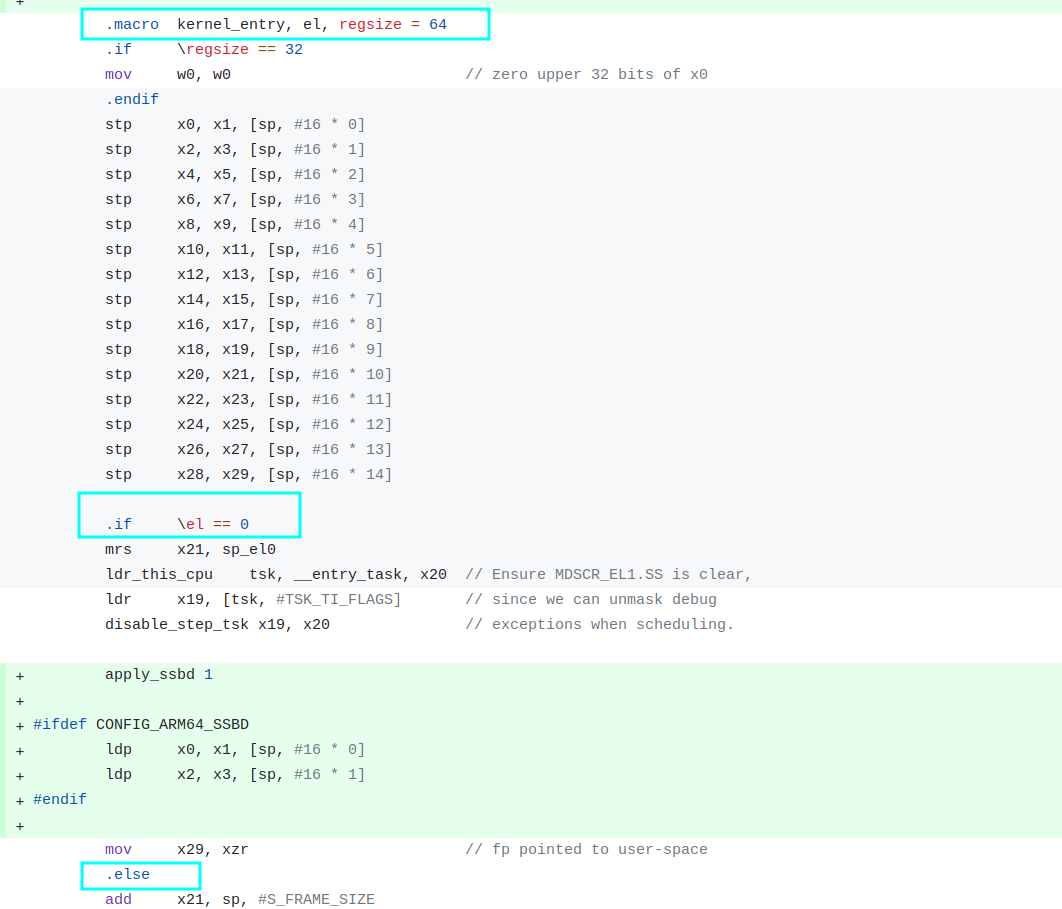 +
.macro kernel_entry, el, regsize = 64
.if \regsize == 32
mov w0, w0 // zero upper 32 bits of x0
.endif
stp x0, x1, [sp, #16 * 0]
stp x2, x3, [sp, #16 * 1]
stp x4, x5, [sp, #16 * 2]
stp x6, x7, [sp, #16 * 3]
stp x8, x9, [sp, #16 * 4]
stp x10, x11, [sp, #16 * 5]
stp x12, x13, [sp, #16 * 6]
stp x14, x15, [sp, #16 * 7]
stp x16, x17, [sp, #16 * 8]
stp x18, x19, [sp, #16 * 9]
stp x20, x21, [sp, #16 * 10]
stp x22, x23, [sp, #16 * 11]
stp x24, x25, [sp, #16 * 12]
stp x26, x27, [sp, #16 * 13]
stp x28, x29, [sp, #16 * 14]
.if \el == 0
mrs x21, sp_el0
ldr_this_cpu tsk, __entry_task, x20 // Ensure MDSCR_EL1.SS is clear,
ldr x19, [tsk, #TSK_TI_FLAGS] // since we can unmask debug
disable_step_tsk x19, x20 // exceptions when scheduling.
+ apply_ssbd 1
+
+ #ifdef CONFIG_ARM64_SSBD
+ ldp x0, x1, [sp, #16 * 0]
+ ldp x2, x3, [sp, #16 * 1]
+ #endif
+
mov x29, xzr // fp pointed to user-space
.else
add x21, sp, #S_FRAME_SIZE